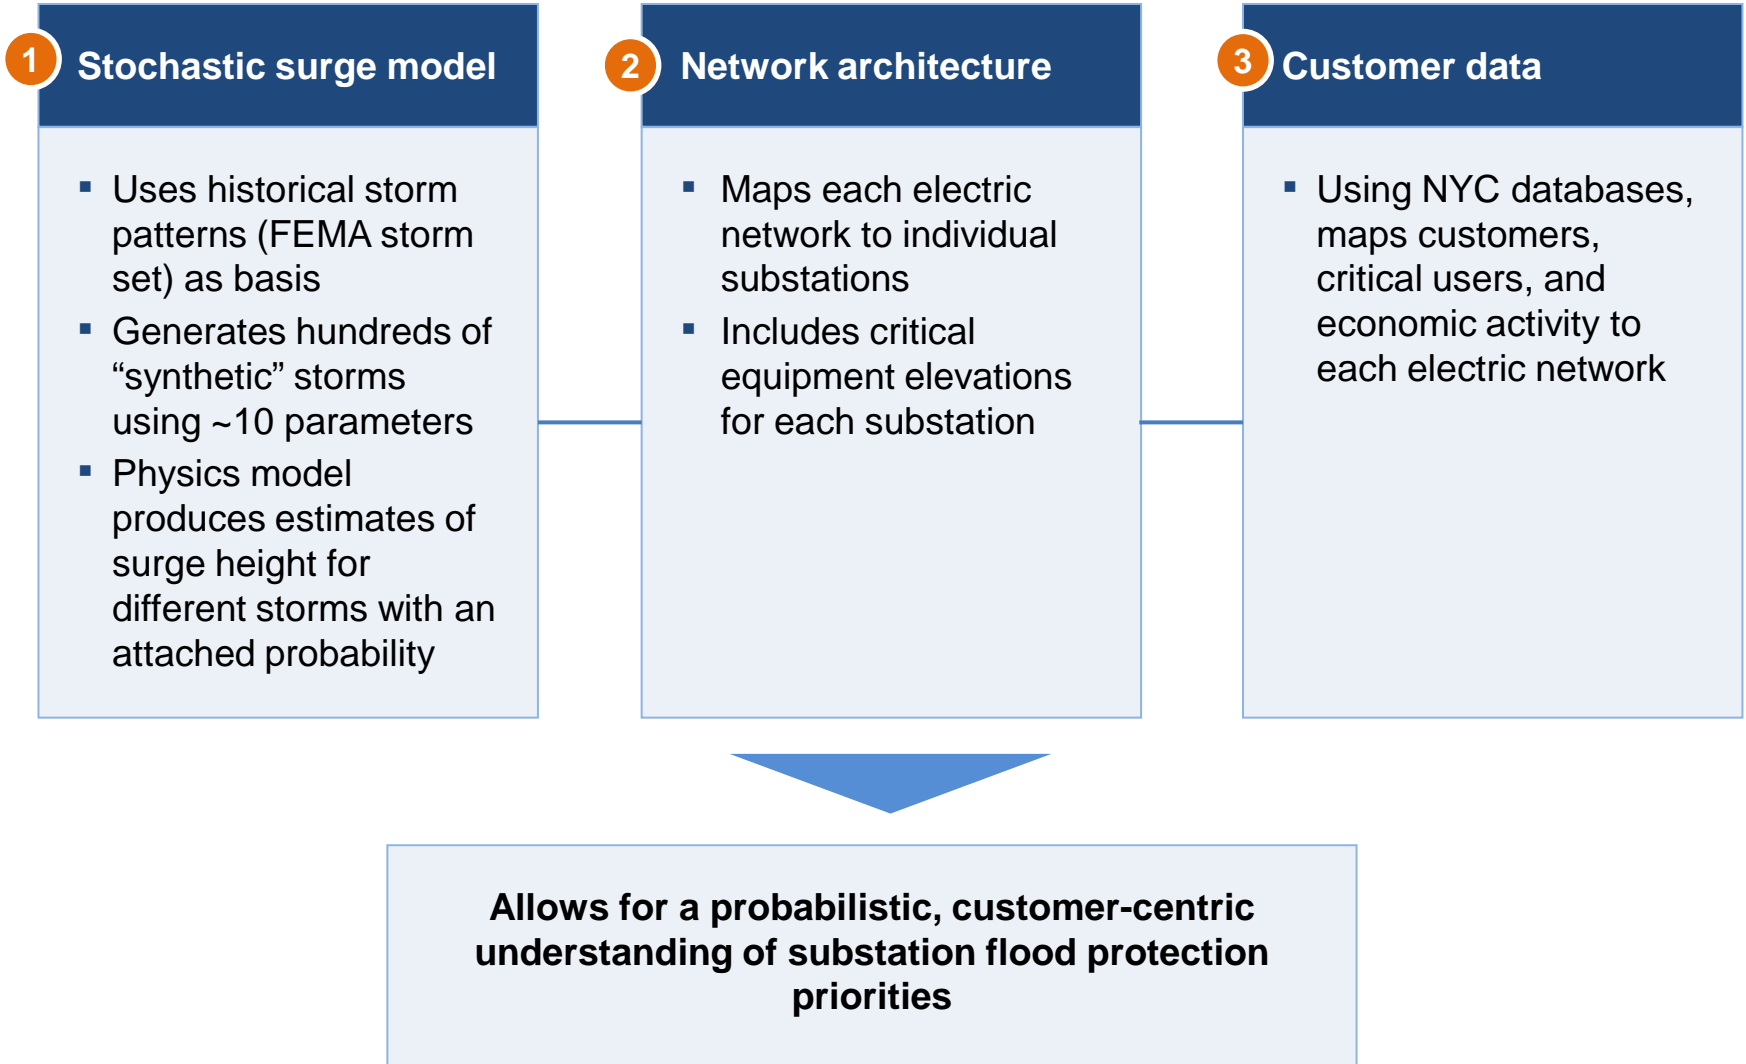 1
Stochastic surge model
▪ Uses historical storm
patterns (FEMA storm
set) as basis
▪ Generates hundreds of
“synthetic” storms
using ~10 parameters
▪ Physics model
produces estimates of
surge height for
different storms with an
attached probability
2
Network architecture
▪ Maps each electric
network to individual
substations
▪ Includes critical
equipment elevations
for each substation
3
Customer data
▪ Using NYC databases,
maps customers,
critical users, and
economic activity to
each electric network
Allows for a probabilistic, customer-centric
understanding of substation flood protection
priorities